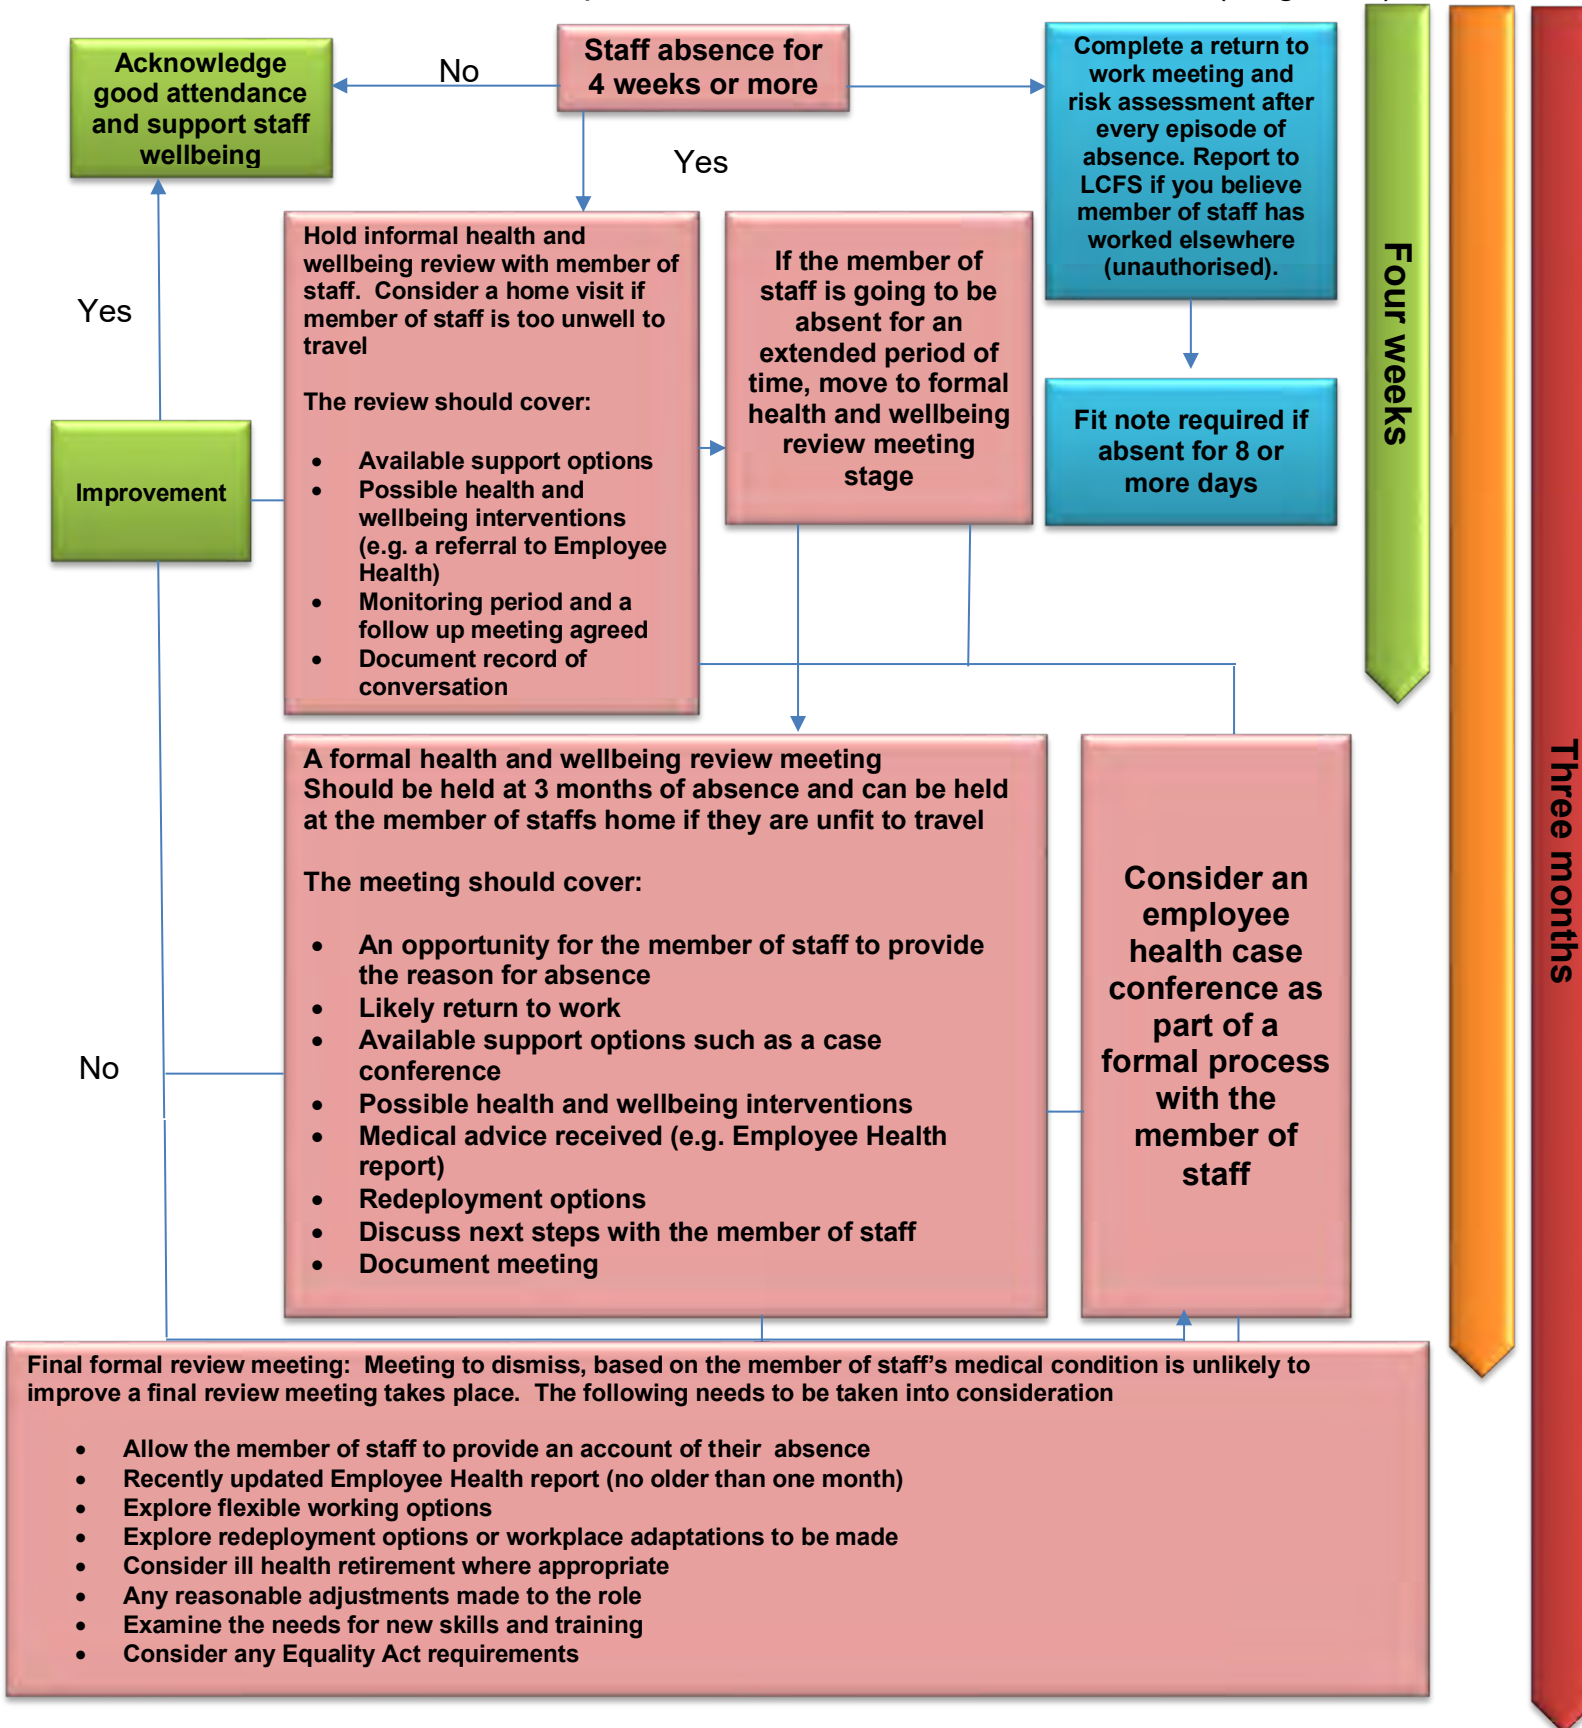 Staff absence for
4 weeks or more
No
Acknowledge
good attendance
and support staff
wellbeing
Complete a return to
work meeting and
risk assessment after
every episode of
absence. Report to
LCFS if you believe
member of staff has
worked elsewhere
(unauthorised).
Yes
Hold informal health and
wellbeing review with member of
staff. Consider a home visit if
member of staff is too unwell to
travel
The review should cover:
• Available support options
• Possible health and
wellbeing interventions
(e.g. a referral to Employee
Health)
• Monitoring period and a
follow up meeting agreed
• Document record of
conversation
If the member of
staff is going to be
absent for an
extended period of
time, move to formal
health and wellbeing
review meeting
stage
Fit note required if
absent for 8 or
more days
Four weeks
Yes
Improvement
A formal health and wellbeing review meeting
Should be held at 3 months of absence and can be held
at the member of staffs home if they are unfit to travel
The meeting should cover:
• An opportunity for the member of staff to provide
the reason for absence
• Likely return to work
• Available support options such as a case
conference
• Possible health and wellbeing interventions
• Medical advice received (e.g. Employee Health
report)
• Redeployment options
• Discuss next steps with the member of staff
• Document meeting
Consider an
employee
health case
conference as
part of a
formal process
with the
member of
staff
Three months
No
Final formal review meeting: Meeting to dismiss, based on the member of staff’s medical condition is unlikely to
improve a final review meeting takes place. The following needs to be taken into consideration
• Allow the member of staff to provide an account of their absence
• Recently updated Employee Health report (no older than one month)
• Explore flexible working options
• Explore redeployment options or workplace adaptations to be made
• Consider ill health retirement where appropriate
• Any reasonable adjustments made to the role
• Examine the needs for new skills and training
• Consider any Equality Act requirements